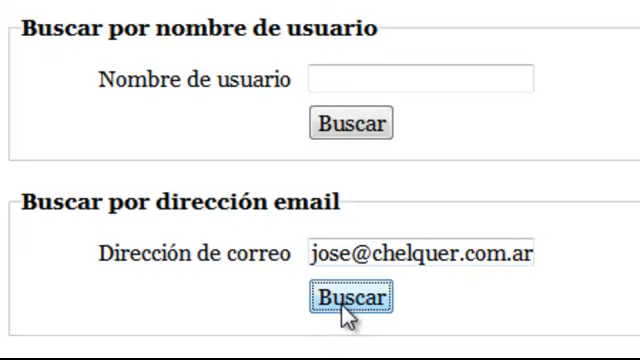 Buscar por nombre de usuario
Nombre de usuario
Buscar
Buscar por dirección email
Dirección de correo jose@chelquer.com.ar
Buscar